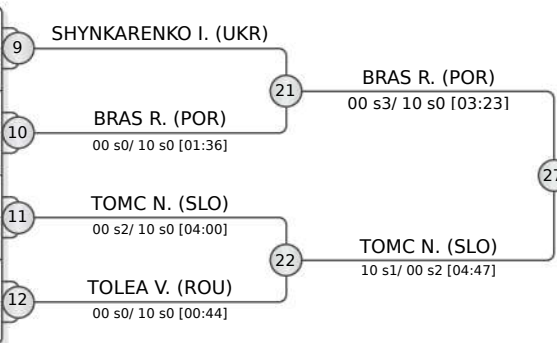 9
SHYNKARENKO I. (UKR)
21
BRAS R. (POR)
00 s3/ 10 s0 [03:23]
10
BRAS R. (POR)
00 s0/ 10 s0 [01:36]
27
11
TOMC N. (SLO)
00 s2/ 10 s0 [04:00]
22
TOMC N. (SLO)
10 s1/ 00 s2 [04:47]
12
TOLEA V. (ROU)
00 s0/ 10 s0 [00:44]